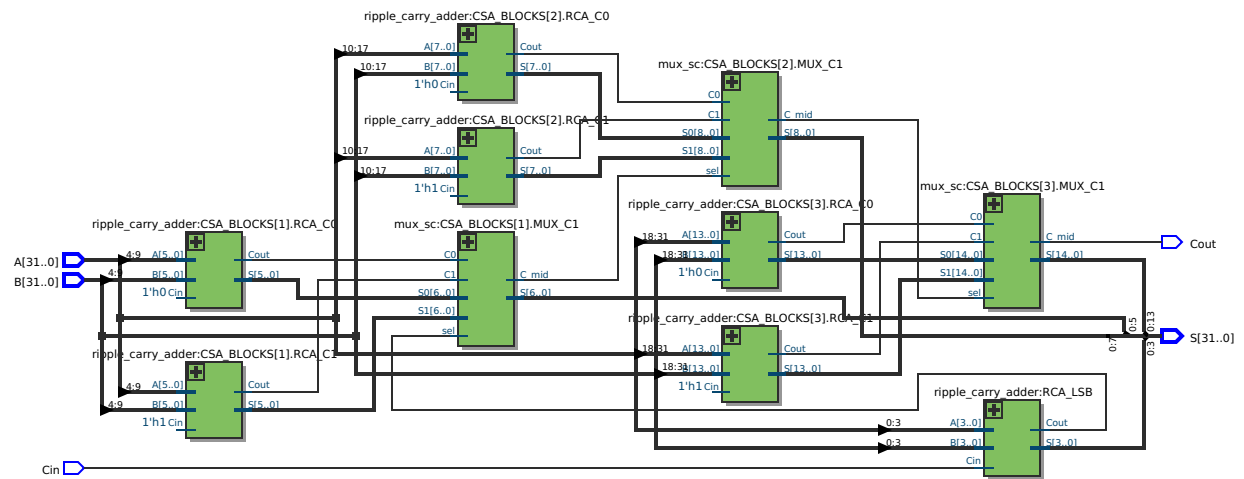 ripple_carry_adder:CSA_BLOCKS[2].RCA_C0
10:17
A[7..0]
Cout
10:17
B[7..0]
S[7..0]
1'h0 Cin
mux_sc:CSA_BLOCKS[2].MUX_C1
C0
C1
C_mid
S0[8..0]
S[8..0]
S1[8..0]
sel
ripple_carry_adder:CSA_BLOCKS[2].RCA_C1
10:17
A[7..0]
Cout
10:17
B[7..0]
S[7..0]
1'h1 Cin
mux_sc:CSA_BLOCKS[3].MUX_C1
C0
C1
C_mid
S0[14..0]
S[14..0]
S1[14..0]
sel
Cout
ripple_carry_adder:CSA_BLOCKS[3].RCA_C0
18:31
A[13..0]
Cout
18:31
B[13..0]
S[13..0]
1'h0 Cin
ripple_carry_adder:CSA_BLOCKS[1].RCA_C0
A[31..0]
4:9
A[5..0]
Cout
B[31..0]
4:9
B[5..0]
S[5..0]
1'h0 Cin
mux_sc:CSA_BLOCKS[1].MUX_C1
C0
C1
C_mid
S0[6..0]
S[6..0]
S1[6..0]
sel
ripple_carry_adder:CSA_BLOCKS[3].RCA_C1
18:31
A[13..0]
Cout
18:31
B[13..0]
S[13..0]
1'h1 Cin
0:7
0:5
0:13
0:3
S[31..0]
ripple_carry_adder:CSA_BLOCKS[1].RCA_C1
4:9
A[5..0]
Cout
4:9
B[5..0]
S[5..0]
1'h1 Cin
ripple_carry_adder:RCA_LSB
0:3
A[3..0]
Cout
0:3
B[3..0]
S[3..0]
Cin
Cin